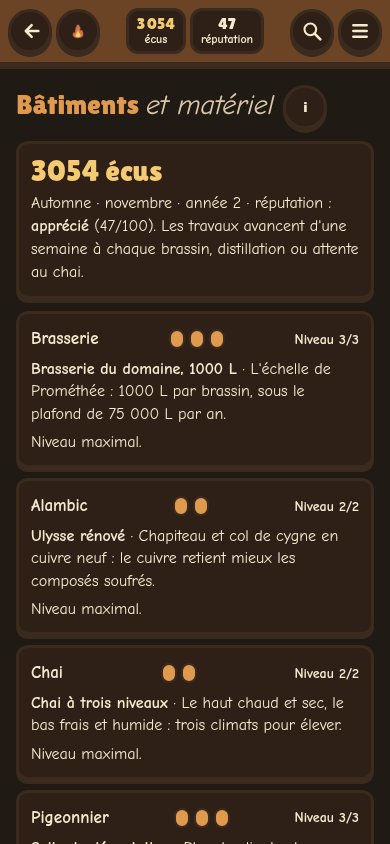 3054
écus
47
réputation
Bâtiments et matériel
i
3054 écus
Automne · novembre · année 2 · réputation :
apprécié (47/100). Les travaux avancent d'une
semaine à chaque brassin, distillation ou attente
au chai.
Brasserie
Niveau 3/3
Brasserie du domaine, 1000 L · L'échelle de
Prométhée : 1000 L par brassin, sous le
plafond de 75 000 L par an.
Niveau maximal.
Alambic
Niveau 2/2
Ulysse rénové · Chapiteau et col de cygne en
cuivre neuf : le cuivre retient mieux les
composés soufrés.
Niveau maximal.
Chai
Niveau 2/2
Chai à trois niveaux · Le haut chaud et sec, le
bas frais et humide : trois climats pour élever.
Niveau maximal.
Pigeonnier
Niveau 3/3